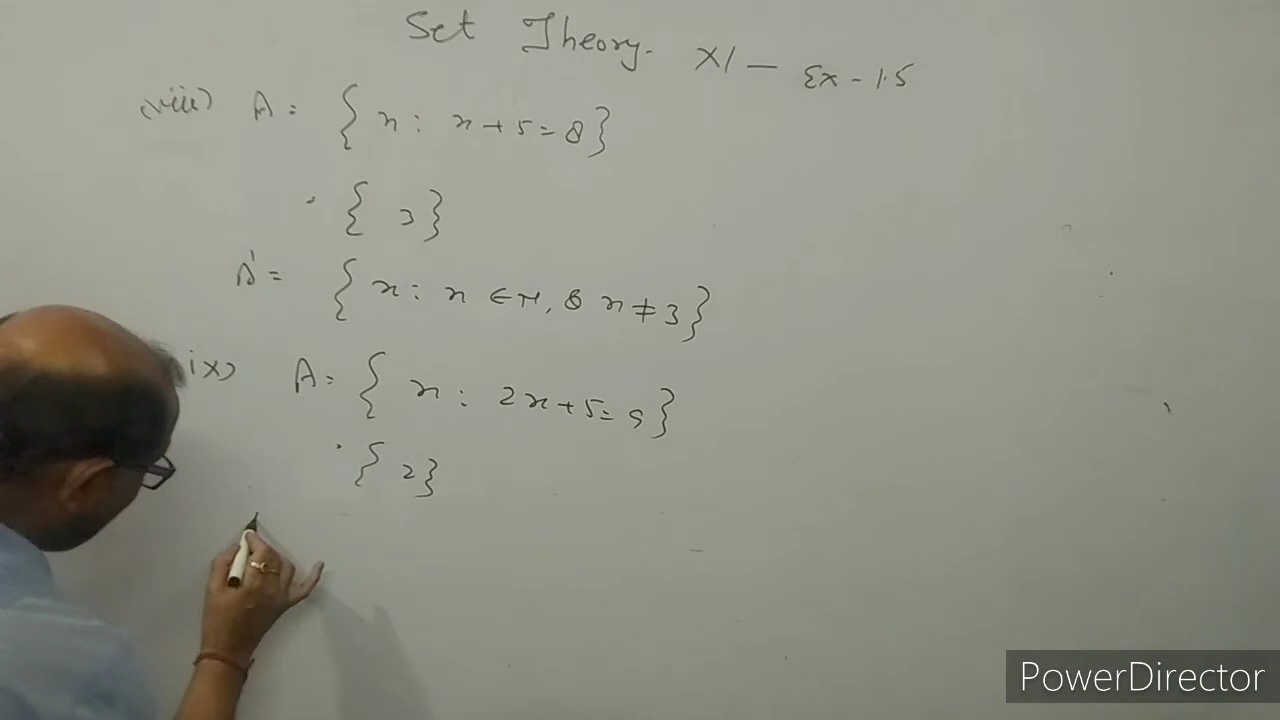 Set Theory. XI - Ex - 1.5
(viii) A = { x : x + 5 = 8 }
= { 3 }
A' = { x : x ∈ N, & x ≠ 3 }
ix) A = { x : 2x + 5 = 9 }
= { 2 }
PowerDirector